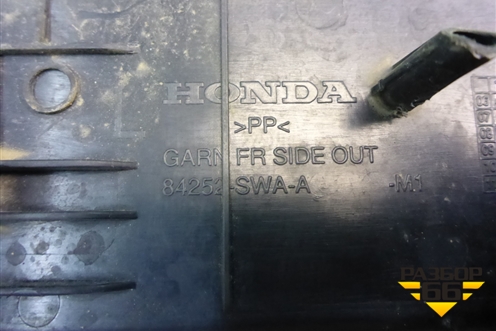 HONDA
>PP<
GARN FR SIDE OUT
84252-SWA-A -M1
РАЗБОР
66